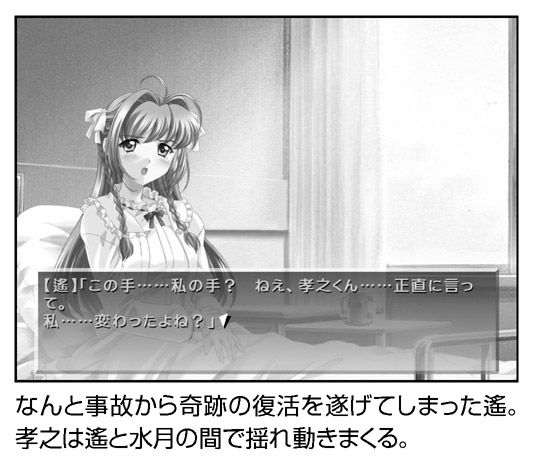 【遙】「この手……私の手？　ねえ、孝之くん……正直に言っ
て。
私……変わったよね？」
なんと事故から奇跡の復活を遂げてしまった遙。
孝之は遙と水月の間で揺れ動きまくる。